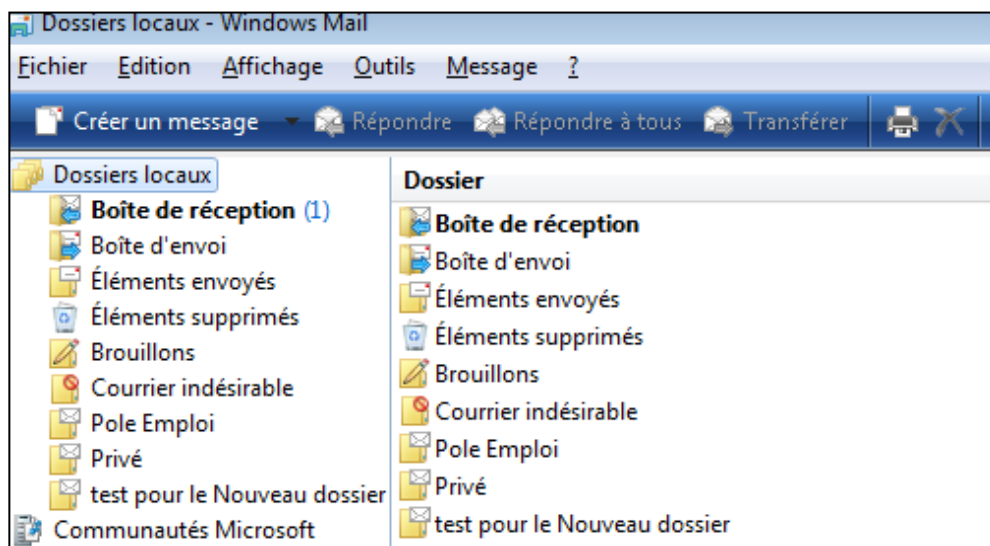 Dossiers locaux - Windows Mail
Fichier Edition Affichage Outils Message ?
Créer un message Répondre Répondre à tous Transférer
Dossiers locaux
Boîte de réception (1)
Boîte d'envoi
Éléments envoyés
Éléments supprimés
Brouillons
Courrier indésirable
Pole Emploi
Privé
test pour le Nouveau dossier
Communautés Microsoft
Dossier
Boîte de réception
Boîte d'envoi
Éléments envoyés
Éléments supprimés
Brouillons
Courrier indésirable
Pole Emploi
Privé
test pour le Nouveau dossier